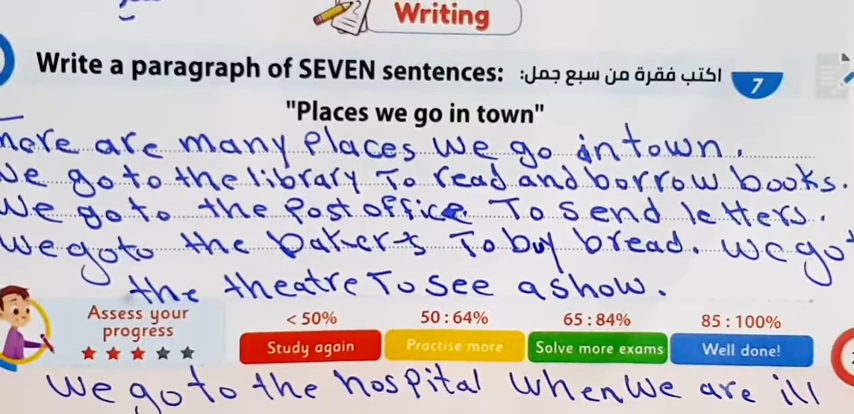 Writing
Write a paragraph of SEVEN sentences: اكتب فقرة من سبع جمل: 7
"Places we go in town"
here are many Places we go in town.
We go to the library To read and borrow books.
We go to the Post office To send letters.
We go to the baker's To buy bread. We go to
the theatre To see a show.
Assess your progress
< 50% 50 : 64% 65 : 84% 85 : 100%
Study again Practise more Solve more exams Well done!
We go to the hospital when We are ill